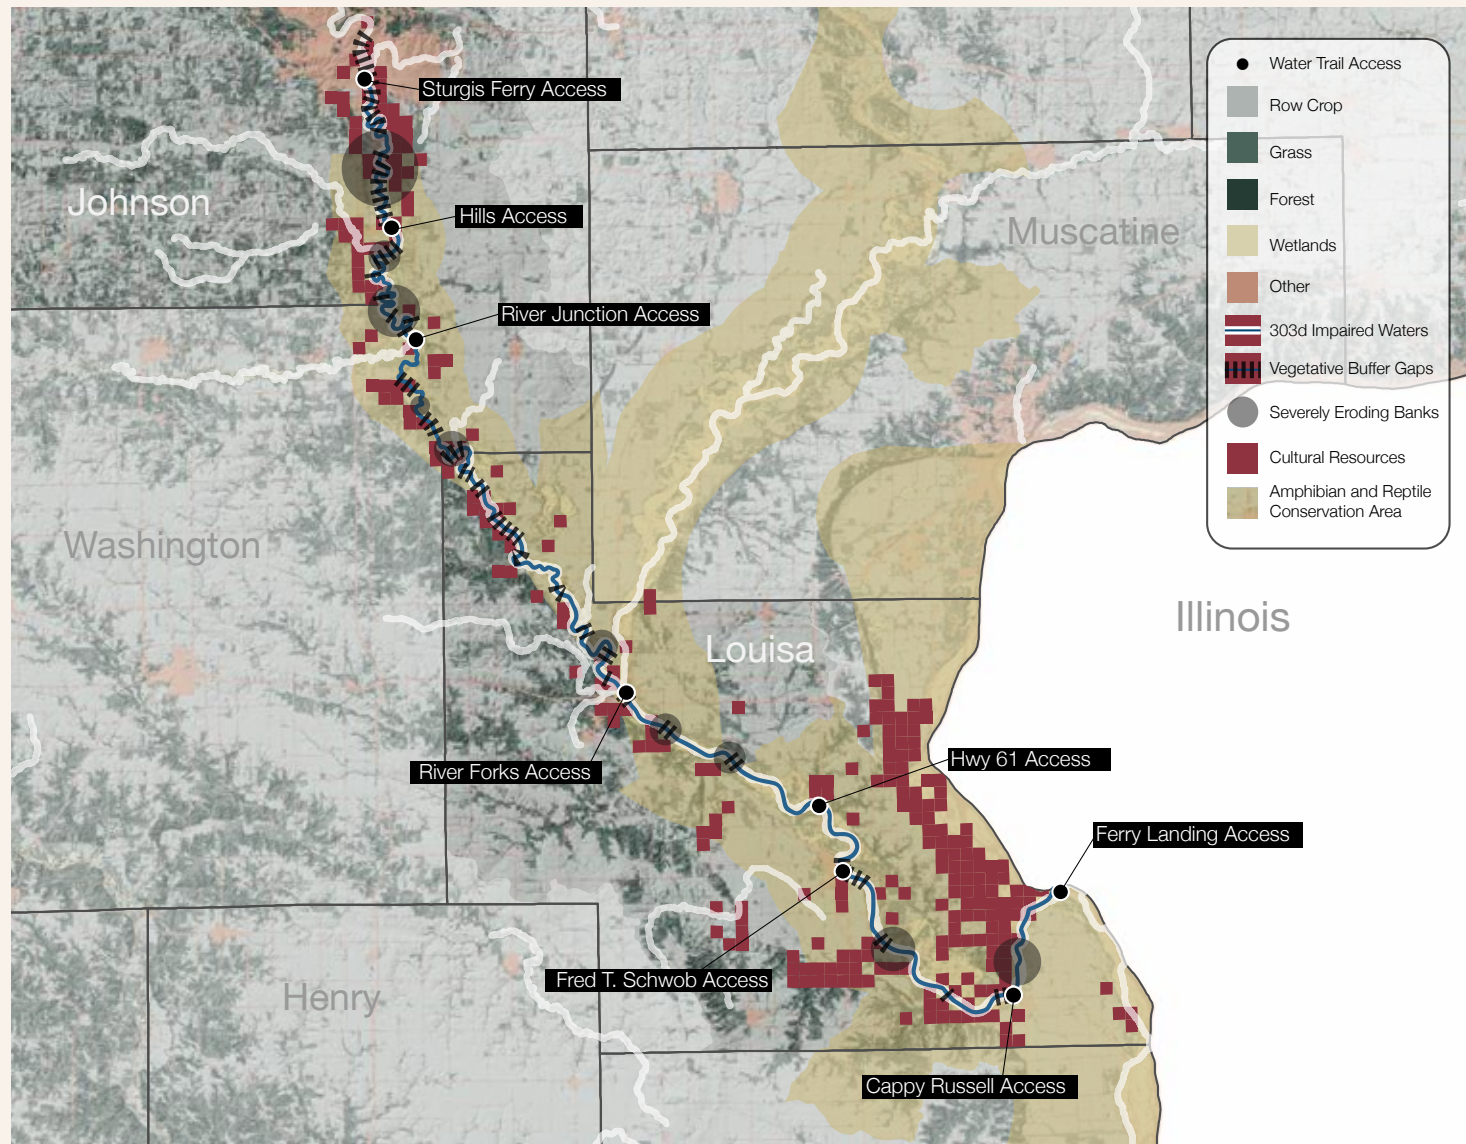 Water Trail Access
Row Crop
Grass
Forest
Wetlands
Other
303d Impaired Waters
Vegetative Buffer Gaps
Severely Eroding Banks
Cultural Resources
Amphibian and Reptile
Conservation Area
Sturgis Ferry Access
Johnson
Hills Access
Muscatine
River Junction Access
Washington
Illinois
Louisa
River Forks Access
Hwy 61 Access
Ferry Landing Access
Fred T. Schwob Access
Henry
Cappy Russell Access